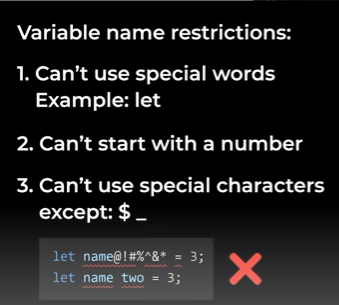 Variable name restrictions:
1. Can't use special words
Example: let
2. Can't start with a number
3. Can't use special characters
except: $ _
let name@!#%^&* = 3;
let name two = 3;